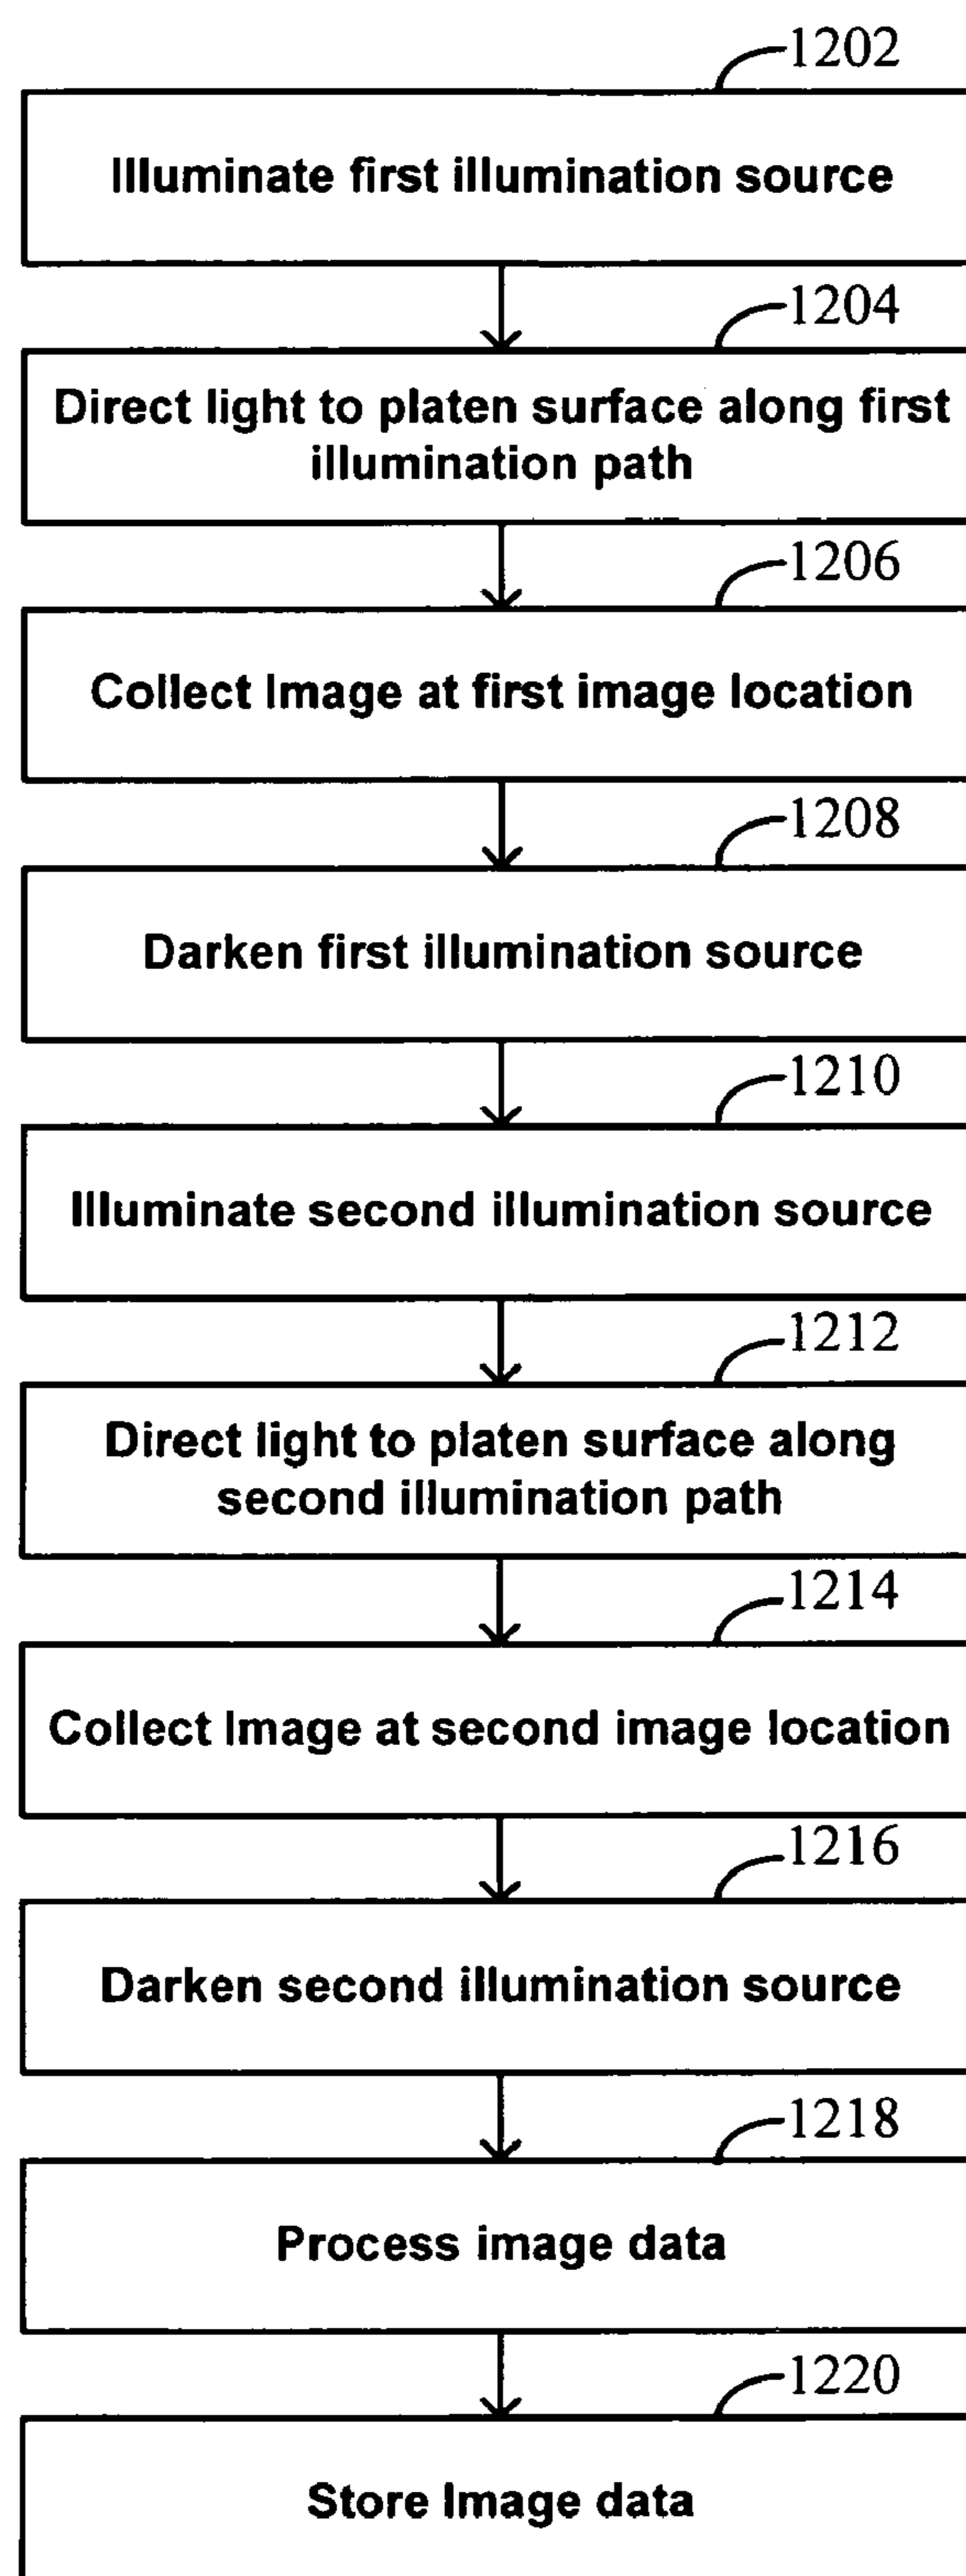 1202
Illuminate first illumination source
1204
Direct light to platen surface along first
illumination path
1206
Collect Image at first image location
1208
Darken first illumination source
1210
Illuminate second illumination source
1212
Direct light to platen surface along
second illumination path
1214
Collect Image at second image location
1216
Darken second illumination source
1218
Process image data
1220
Store Image data